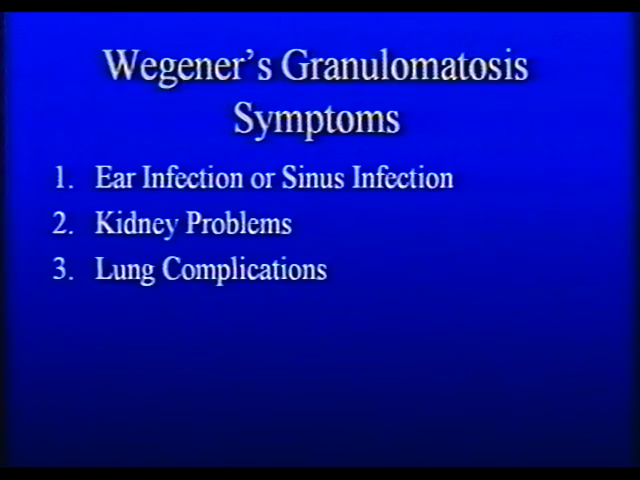 Wegener's Granulomatosis
Symptoms
1. Ear Infection or Sinus Infection
2. Kidney Problems
3. Lung Complications